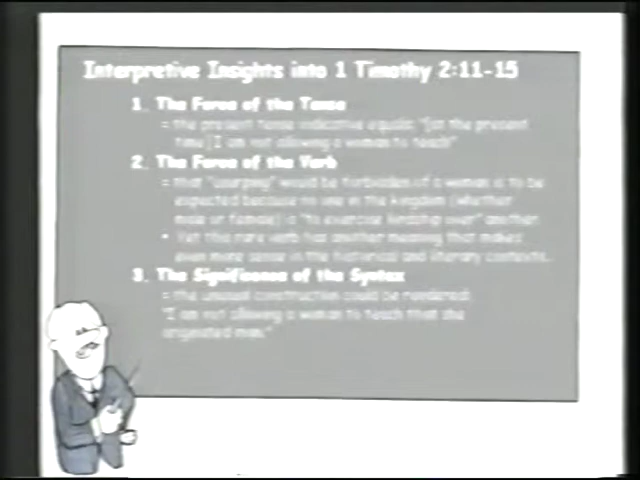 Interpretive Insights into 1 Timothy 2:11-15
1. The Force of the Tense
= the present tense indicative equals "[at the present
time] I am not allowing a woman to teach"
2. The Force of the Verb
= that "usurping" would be forbidden of a woman is to be
expected because no one in the kingdom (whether
male or female) is "to exercise lordship over" another.
• Yet this rare verb has another meaning that makes
even more sense in the historical and literary contexts.
3. The Significance of the Syntax
= the unusual construction could be rendered:
"I am not allowing a woman to teach that she
originated man."